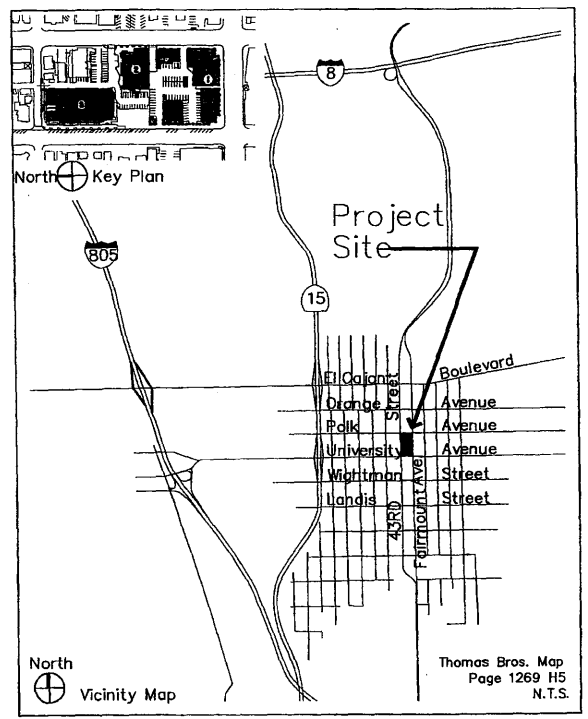 North Key Plan
8
Project
Site
805
15
El Cajon Boulevard
Orange Avenue
Polk Avenue
University Avenue
Wightman Street
Landis Street
Street
43RD
Fairmount Ave
North
Vicinity Map
Thomas Bros. Map
Page 1269 H5
N.T.S.